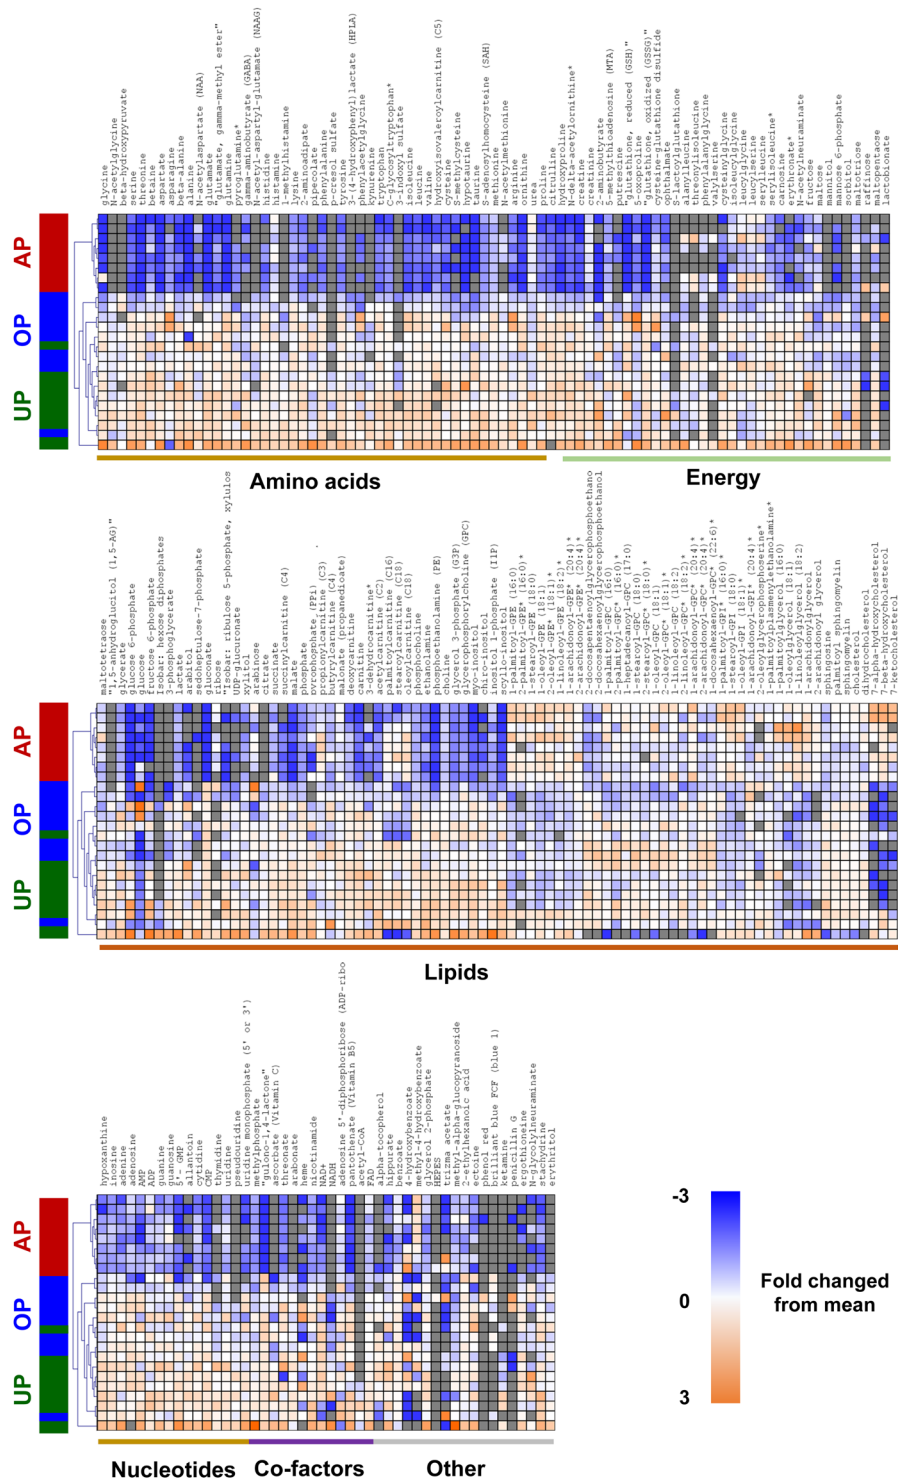 glycine
N-acetylglycine
beta-hydroxypyruvate
serine
threonine
betaine
aspartate
asparagine
beta-alanine
alanine
N-acetylaspartate (NAA)
glutamate
"glutamate, gamma-methyl ester"
glutamine
pyroglutamine*
gamma-aminobutyrate (GABA)
N-acetyl-aspartyl-glutamate (NAAG)
histidine
histamine
1-methylhistamine
lysine
2-aminoadipate
pipecolate
phenylalanine
p-cresol sulfate
tyrosine
3-(4-hydroxyphenyl)lactate (HPLA)
phenylacetylglycine
kynurenine
tryptophan
C-glycosyltryptophan*
3-indoxyl sulfate
isoleucine
leucine
valine
hydroxyisovaleroylcarnitine (C5)
cysteine
S-methylcysteine
hypotaurine
taurine
S-adenosylhomocysteine (SAH)
methionine
N-acetylmethionine
arginine
ornithine
urea
proline
citrulline
hydroxyproline
N-delta-acetylornithine*
creatine
creatinine
2-aminobutyrate
5-methylthioadenosine (MTA)
putrescine
"glutathione, reduced (GSH)"
5-oxoproline
"glutathione, oxidized (GSSG)"
cysteine-glutathione disulfide
ophthalmate
S-lactoylglutathione
alanylleucine
threonylisoleucine
phenylalanylglycine
valylserine
cysteinylglycine
isoleucylglycine
leucylglycine
leucylserine
serylleucine
serylisoleucine*
carnosine
erythronate*
N-acetylneuraminate
fructose
maltose
mannitol
mannose
mannose 6-phosphate
sorbitol
maltotriose
raffinose
maltopentaose
lactobionate
AP
OP
UP
Amino acids
Energy
maltotetraose
"1,5-anhydroglucitol (1,5-AG)"
glycerate
glucose 6-phosphate
glucose
fructose 6-phosphate
Isobar: hexose diphosphates
3-phosphoglycerate
lactate
arabitol
sedoheptulose-7-phosphate
gluconate
ribose
"Isobar: ribulose 5-phosphate, xylulos
UDP-glucuronate
xylitol
arabinose
citrate
succinate
succinylcarnitine (C4)
malate
phosphate
pyrophosphate (PPi)
propionylcarnitine (C3)
butyrylcarnitine (C4)
malonate (propanedioate)
deoxycarnitine
carnitine
3-dehydrocarnitine*
acetylcarnitine (C2)
palmitoylcarnitine (C16)
stearoylcarnitine (C18)
oleoylcarnitine (C18)
phosphocholine
ethanolamine
phosphoethanolamine (PE)
glycerol
glycerol 3-phosphate (G3P)
glycerophosphorylcholine (GPC)
myo-inositol
chiro-inositol
inositol 1-phosphate (I1P)
scyllo-inositol
1-palmitoyl-GPE (16:0)
2-palmitoyl-GPE* (16:0)*
1-stearoyl-GPE (18:0)
1-oleoyl-GPE (18:1)
2-oleoyl-GPE* (18:1)*
1-linoleoyl-GPE* (18:2)*
1-arachidonoyl-GPE* (20:4)*
2-arachidonoyl-GPE* (20:4)*
2-docosapentaenoylglycerophosphoethano
2-docosahexaenoylglycerophosphoethanol
1-palmitoyl-GPC (16:0)
2-palmitoyl-GPC* (16:0)*
1-heptadecanoyl-GPC (17:0)
1-stearoyl-GPC (18:0)
2-stearoyl-GPC* (18:0)*
1-oleoyl-GPC (18:1)
2-oleoyl-GPC* (18:1)*
1-linoleoyl-GPC (18:2)
2-linoleoyl-GPC* (18:2)*
1-arachidonoyl-GPC* (20:4)*
2-arachidonoyl-GPC* (20:4)*
1-docosahexaenoyl-GPC* (22:6)*
1-palmitoyl-GPI* (16:0)
1-stearoyl-GPI (18:0)
1-oleoyl-GPI (18:1)*
1-arachidonoyl-GPI* (20:4)*
2-oleoylglycerophosphoserine*
1-palmitoylplasmenylethanolamine*
1-palmitoylglycerol (16:0)
1-oleoylglycerol (18:1)
2-oleoylglycerol (18:1)
1-linoleoylglycerol (18:2)
1-arachidonylglycerol
2-arachidonoyl glycerol
sphinganine
sphingosine
palmitoyl sphingomyelin
sphingomyelin
cholesterol
dihydrocholesterol
7-alpha-hydroxycholesterol
7-beta-hydroxycholesterol
7-ketocholesterol
AP
OP
UP
Lipids
hypoxanthine
inosine
adenine
adenosine
AMP
ADP
guanine
guanosine
5'- GMP
allantoin
cytidine
CMP
thymidine
uridine
pseudouridine
uridine monophosphate (5' or 3')
methylphosphate
"gulono-1,4-lactone"
ascorbate (Vitamin C)
threonate
arabonate
heme
nicotinamide
NAD+
NADH
adenosine 5'-diphosphoribose (ADP-ribo
pantothenate (Vitamin B5)
acetyl-CoA
FAD
alpha-tocopherol
hippurate
benzoate
4-hydroxybenzoate
methyl-4-hydroxybenzoate
glycerol 2-phosphate
HEPES
trizma acetate
methyl-alpha-glucopyranoside
2-ethylhexanoic acid
ectoine
phenol red
brilliant blue FCF (blue 1)
ketamine
penicillin G
ergothioneine
N-glycolylneuraminate
stachydrine
erythritol
AP
OP
UP
-3
0
3
Fold changed
from mean
Nucleotides
Co-factors
Other